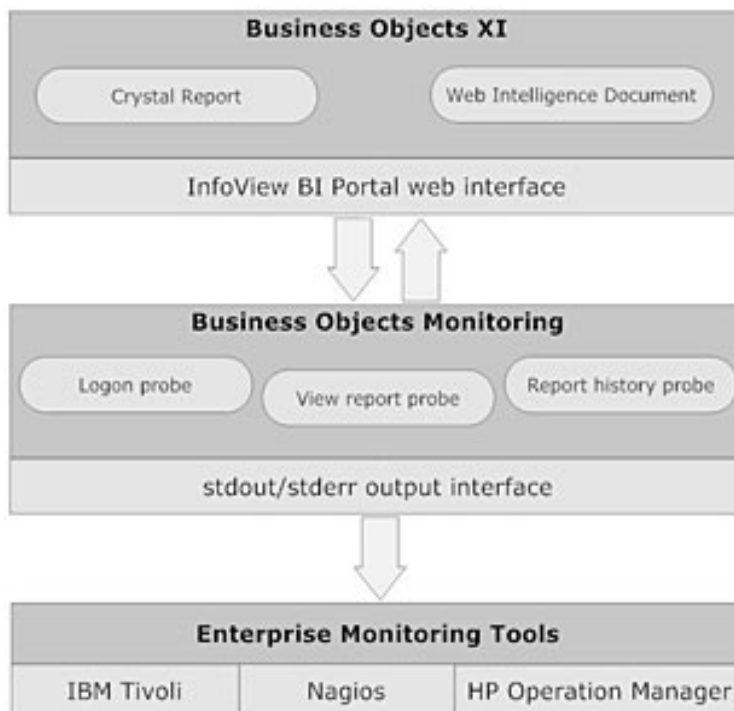 Business Objects XI
Crystal Report
Web Intelligence Document
InfoView BI Portal web interface
Business Objects Monitoring
Logon probe
View report probe
Report history probe
stdout/stderr output interface
Enterprise Monitoring Tools
IBM Tivoli
Nagios
HP Operation Manager